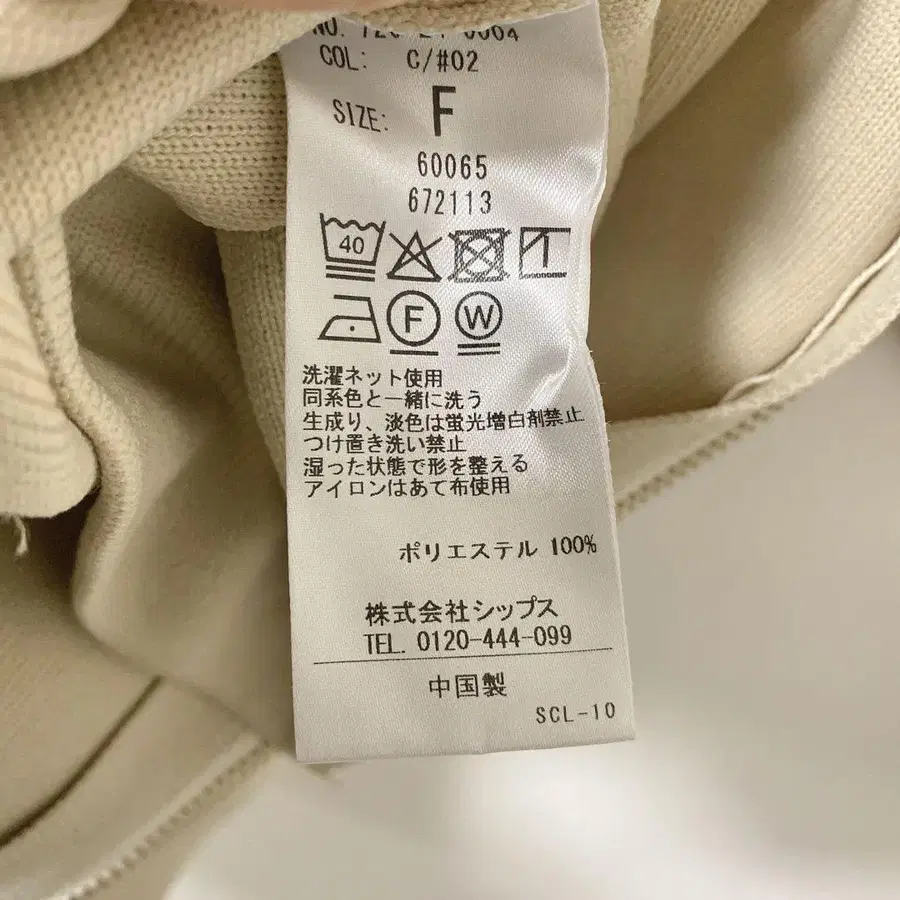 COL: C/#02
SIZE: F
60065
672113
40
F W
洗濯ネット使用
同系色と一緒に洗う
生成り、淡色は蛍光増白剤禁止
つけ置き洗い禁止
湿った状態で形を整える
アイロンはあて布使用
ポリエステル 100%
株式会社シップス
TEL. 0120-444-099
中国製
SCL-10